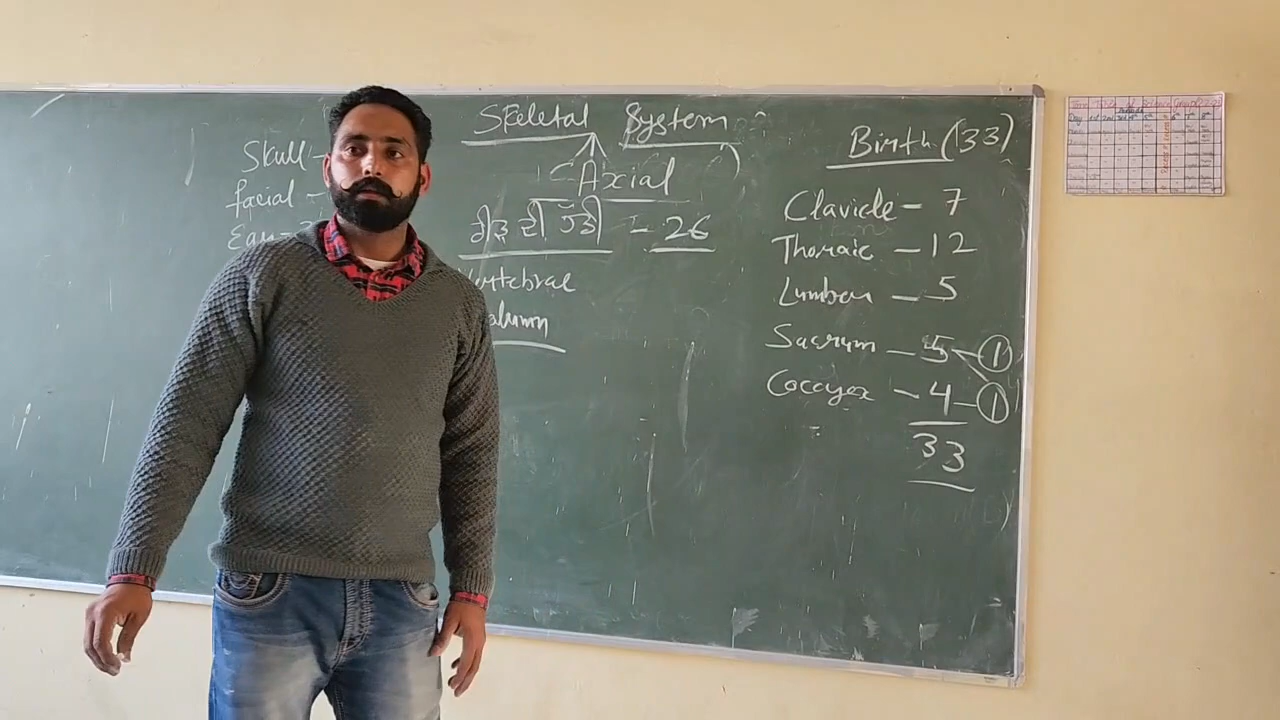 Skeletal System
Axial
ਰੀੜ ਦੀ ਹੱਡੀ = 26
Vertebral
Skull -
facial -
Ear -
Birth (33)
Clavicle - 7
Thoraic - 12
Lumbar - 5
Sacrum - 5 - 1
Coccyex - 4 - 1
33